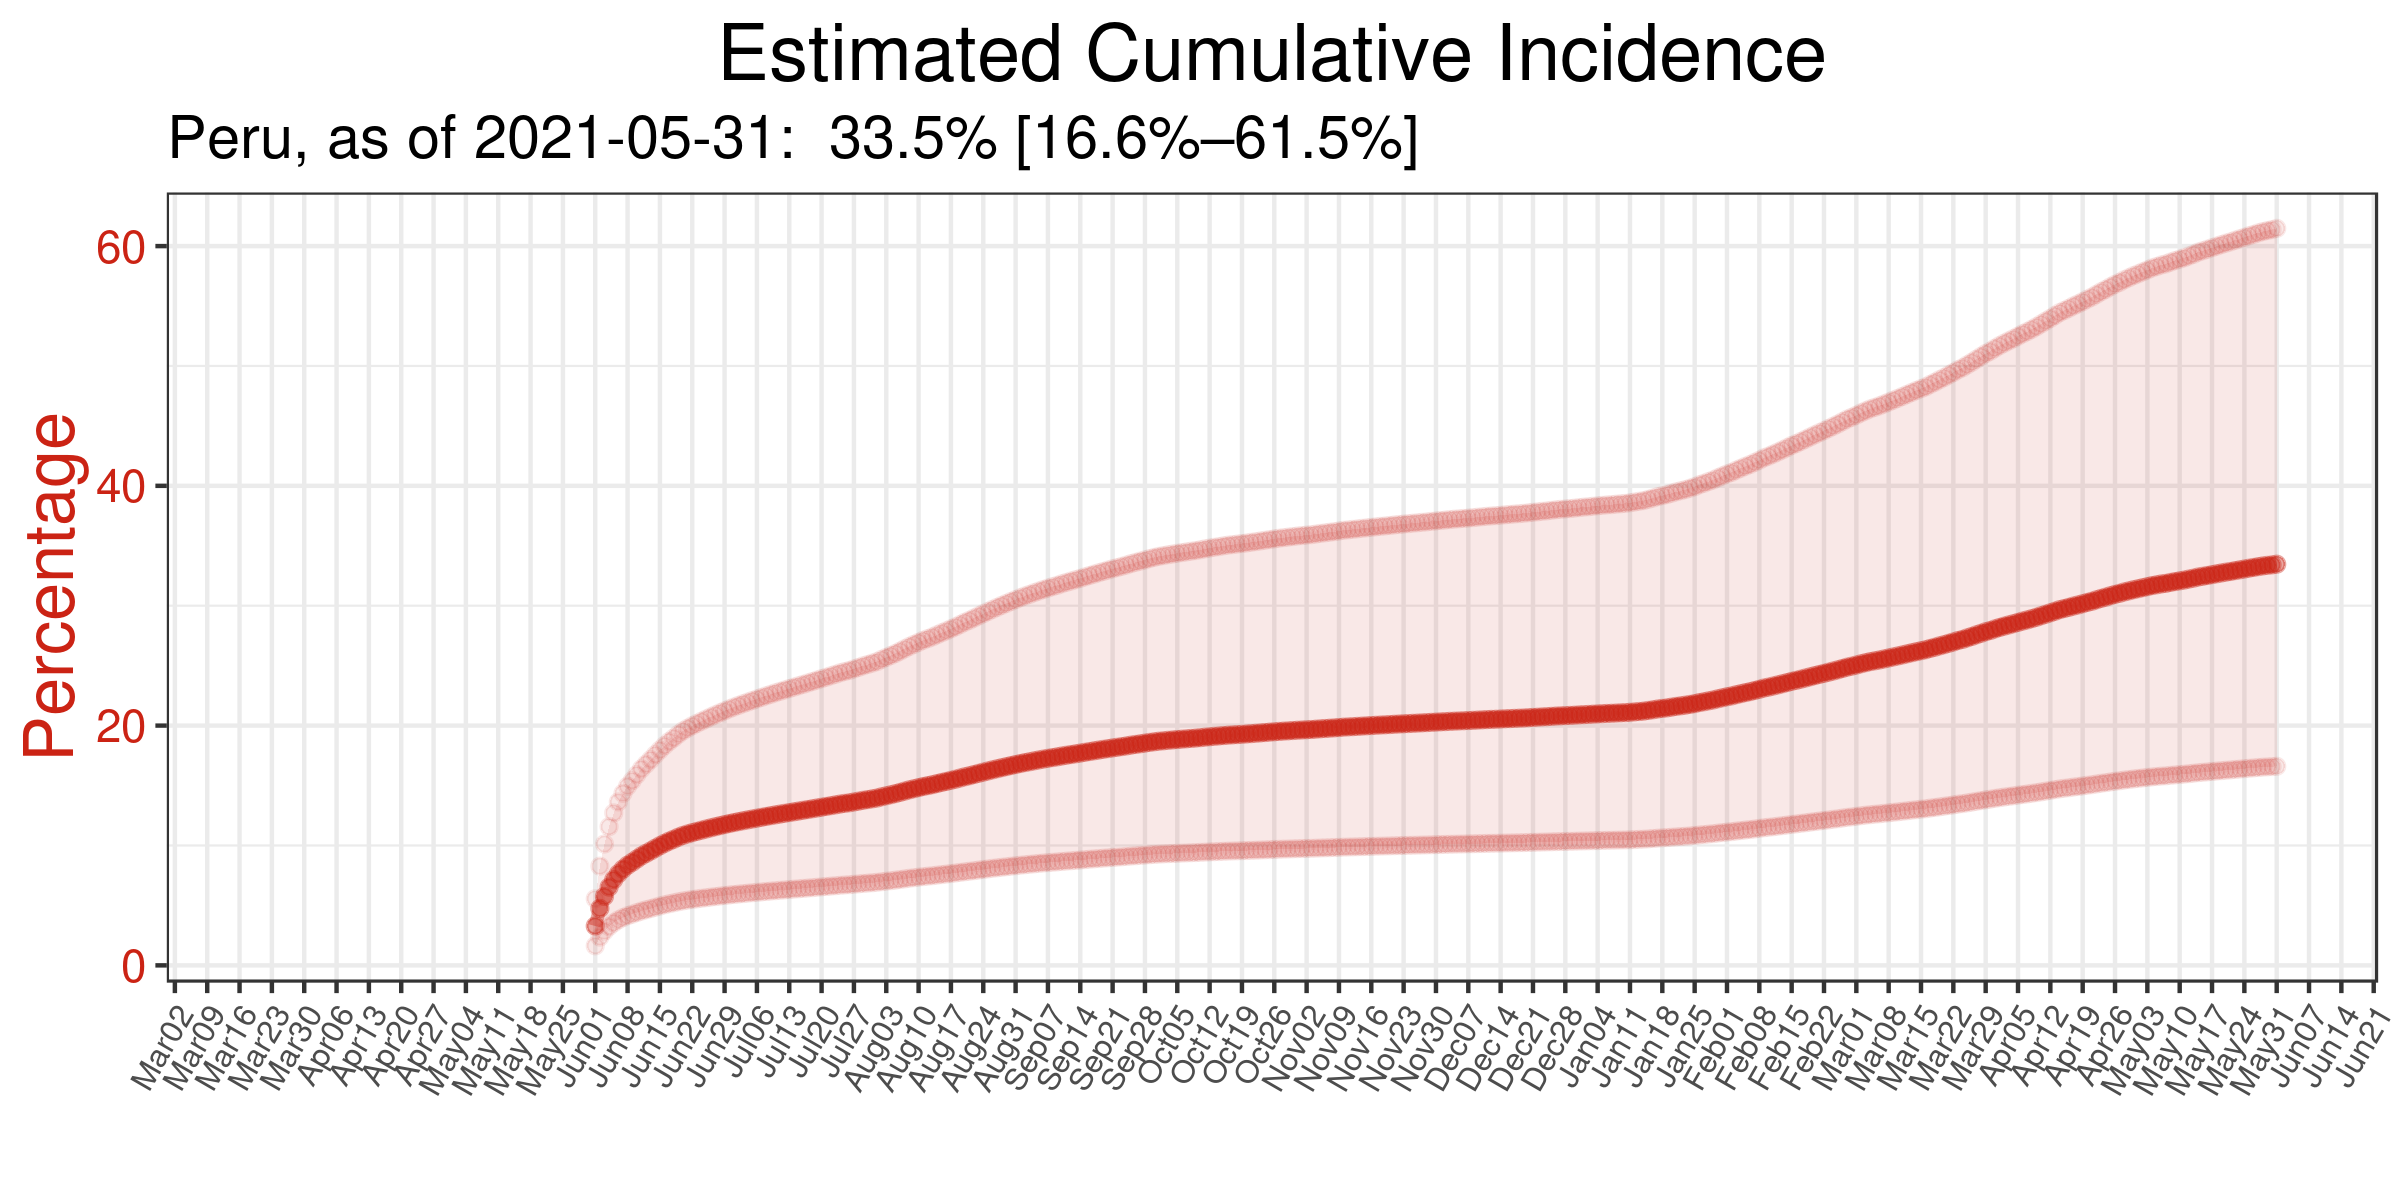 Estimated Cumulative Incidence
Peru, as of 2021-05-31:  33.5% [16.6%–61.5%]
Percentage
60
40
20
0
Mar02
Mar09
Mar16
Mar23
Mar30
Apr06
Apr13
Apr20
Apr27
May04
May11
May18
May25
Jun01
Jun08
Jun15
Jun22
Jun29
Jul06
Jul13
Jul20
Jul27
Aug03
Aug10
Aug17
Aug24
Aug31
Sep07
Sep14
Sep21
Sep28
Oct05
Oct12
Oct19
Oct26
Nov02
Nov09
Nov16
Nov23
Nov30
Dec07
Dec14
Dec21
Dec28
Jan04
Jan11
Jan18
Jan25
Feb01
Feb08
Feb15
Feb22
Mar01
Mar08
Mar15
Mar22
Mar29
Apr05
Apr12
Apr19
Apr26
May03
May10
May17
May24
May31
Jun07
Jun14
Jun21